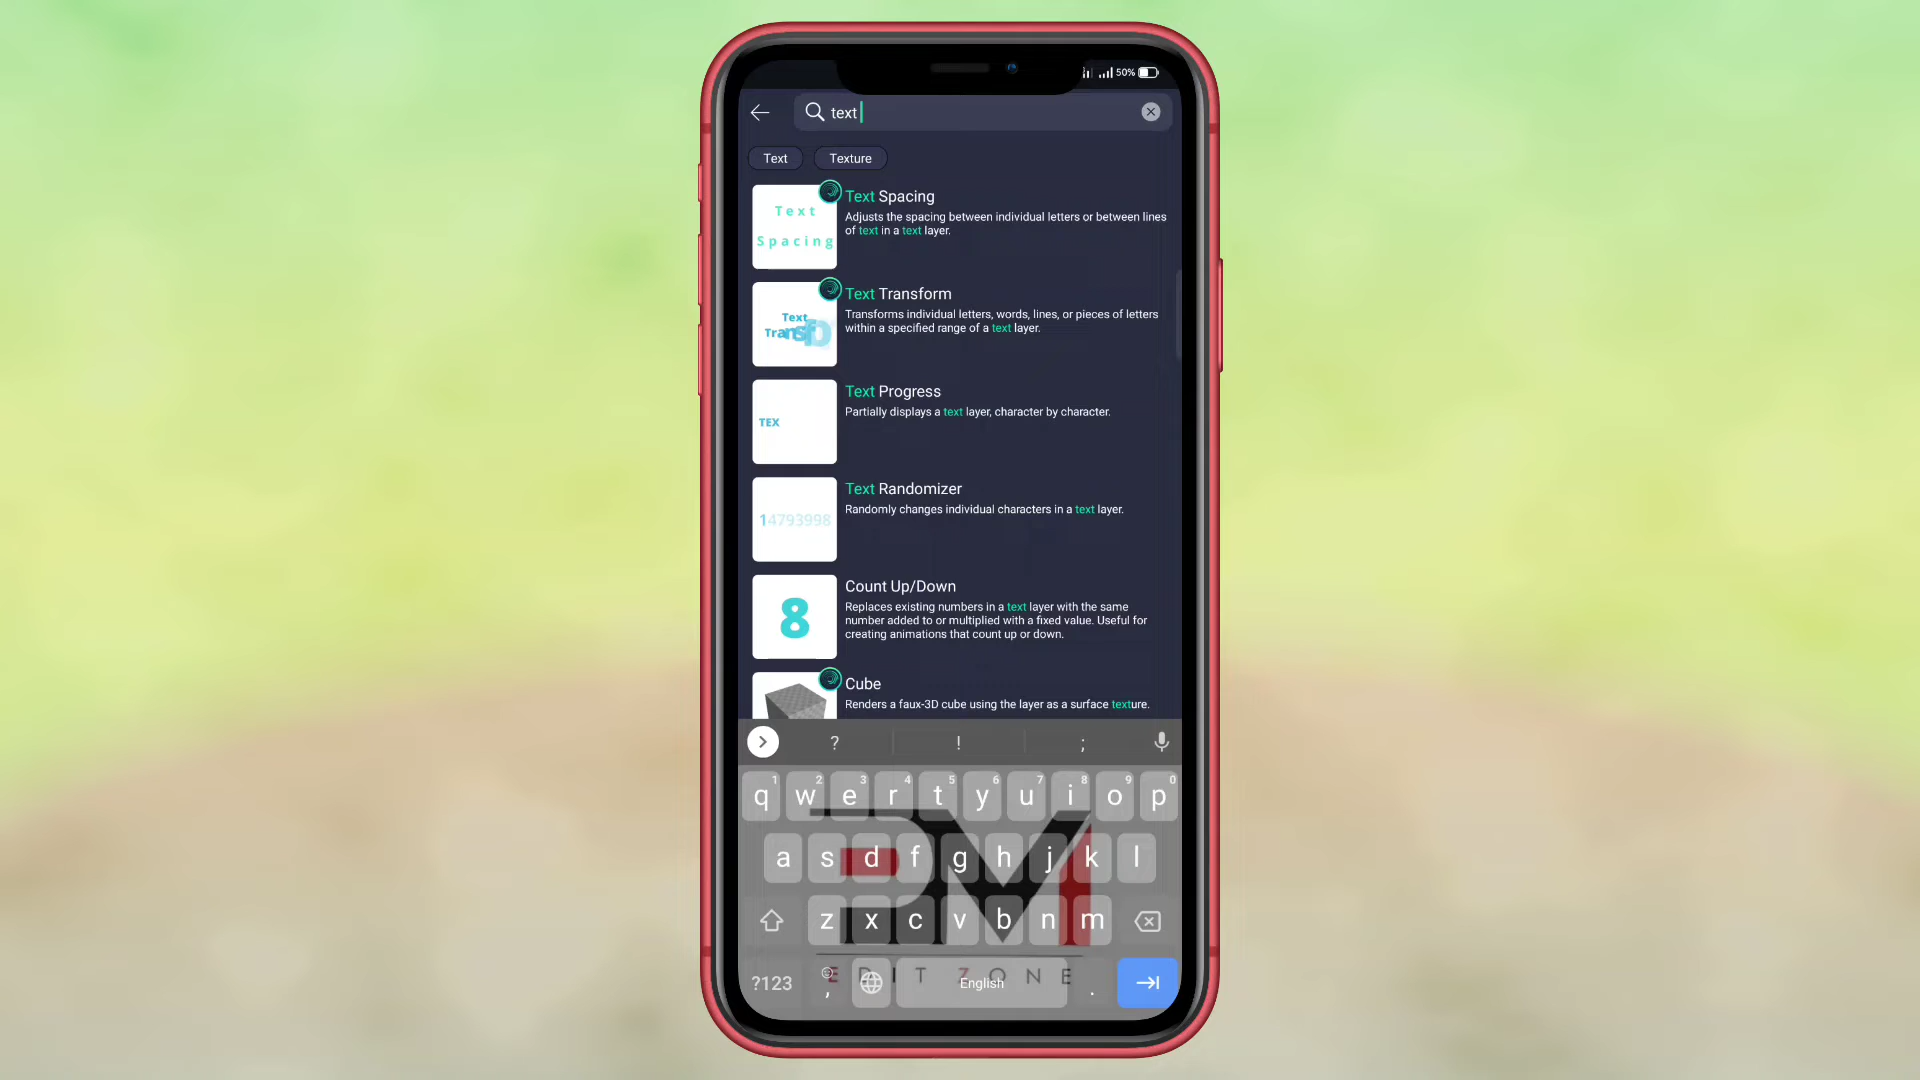 50%
text
Text Texture
Text
Spacing
Text Spacing
Adjusts the spacing between individual letters or between lines
of text in a text layer.
Text
Transfo
Text Transform
Transforms individual letters, words, lines, or pieces of letters
within a specified range of a text layer.
TEX
Text Progress
Partially displays a text layer, character by character.
14793998
Text Randomizer
Randomly changes individual characters in a text layer.
8
Count Up/Down
Replaces existing numbers in a text layer with the same
number added to or multiplied with a fixed value. Useful for
creating animations that count up or down.
Cube
Renders a faux-3D cube using the layer as a surface texture.
? ! ;
1 2 3 4 5 6 7 8 9 0
q w e r t y u i o p
a s d f g h j k l
z x c v b n m
EDIT ZONE
?123 , English .